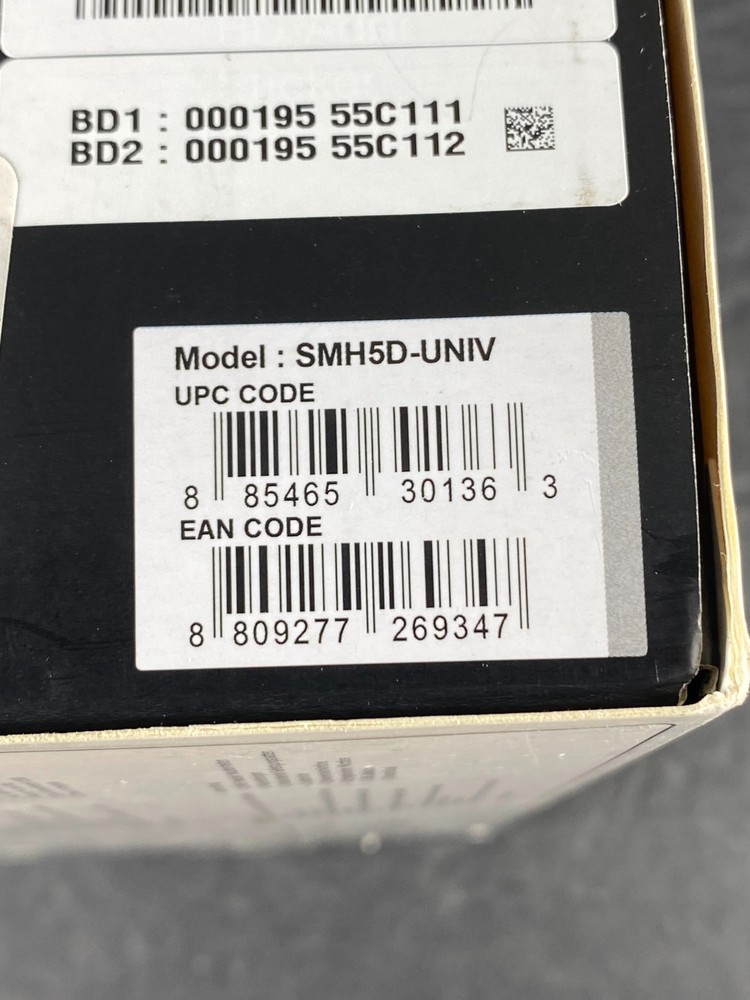 BD1 : 000195 55C111
BD2 : 000195 55C112
Model : SMH5D-UNIV
UPC CODE
8 85465 30136 3
EAN CODE
8 809277 269347